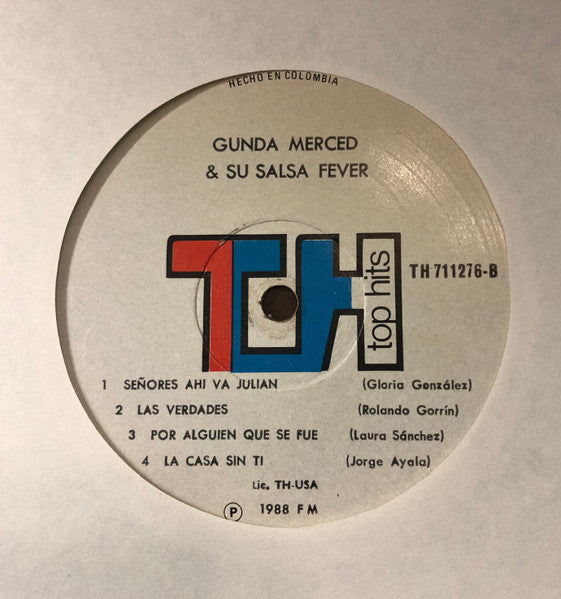 HECHO EN COLOMBIA
GUNDA MERCED
& SU SALSA FEVER
TH
top hits
TH 711276-B
1 SEÑORES AHI VA JULIAN (Gloria González)
2 LAS VERDADES (Rolando Gorrín)
3 POR ALGUIEN QUE SE FUE (Laura Sánchez)
4 LA CASA SIN TI (Jorge Ayala)
Lic. TH-USA
Ⓟ 1988 F M